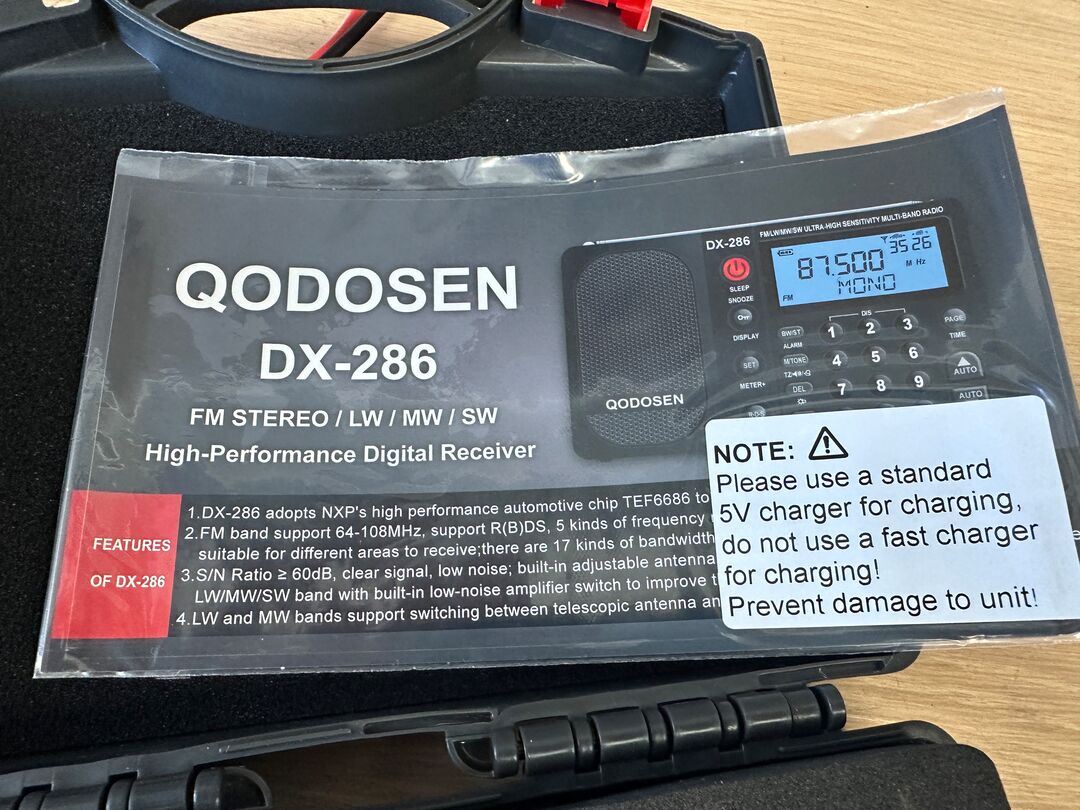 QODOSEN
DX-286
FM STEREO / LW / MW / SW
High-Performance Digital Receiver
FEATURES
OF DX-286
1.DX-286 adopts NXP's high performance automotive chip TEF6686 to
2.FM band support 64-108MHz, support R(B)DS, 5 kinds of frequency
suitable for different areas to receive;there are 17 kinds of bandwidth
3.S/N Ratio ≥ 60dB, clear signal, low noise; built-in adjustable antenna
LW/MW/SW band with built-in low-noise amplifier switch to improve
4.LW and MW bands support switching between telescopic antenna
DX-286
FM/LW/MW/SW ULTRA-HIGH SENSITIVITY MULTI-BAND RADIO
35 26
87.500 MHz
FM MONO
SLEEP
SNOOZE
DISPLAY
SET
METER+
R-D-S
DIS
BW/ST 1 2 3 PAGE
ALARM TIME
M/TONE 4 5 6 AUTO
DEL 7 8 9 AUTO
QODOSEN
NOTE: ⚠
Please use a standard
5V charger for charging,
do not use a fast charger
for charging!
Prevent damage to unit!